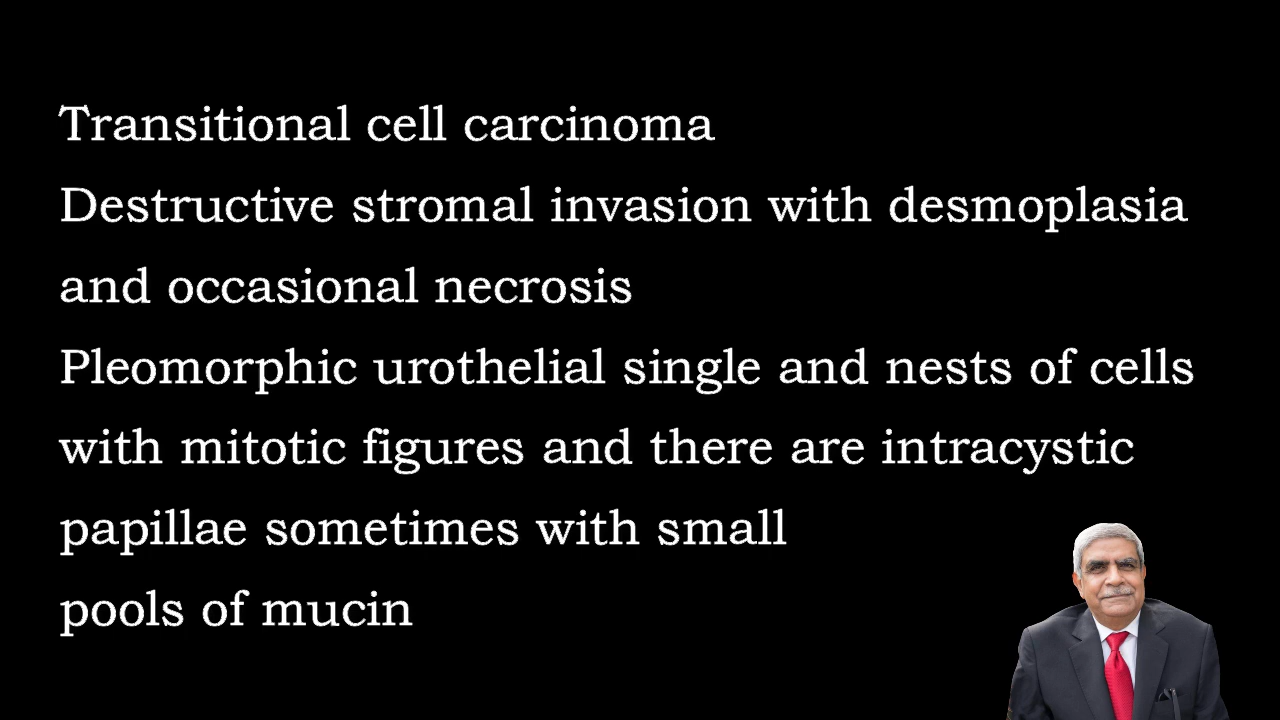 Transitional cell carcinoma
Destructive stromal invasion with desmoplasia
and occasional necrosis
Pleomorphic urothelial single and nests of cells
with mitotic figures and there are intracystic
papillae sometimes with small
pools of mucin